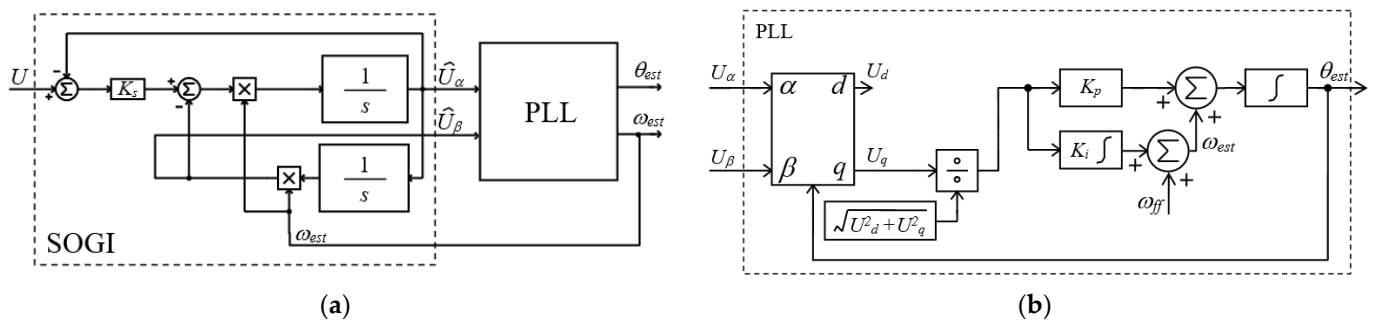 U
-
+
Σ
K_s
+
-
Σ
×
1
s
Û_α
Û_β
×
1
s
ω_est
SOGI
PLL
θ_est
ω_est
(a)
PLL
U_α
α
d
U_d
U_β
β
q
U_q
÷
√U²_d+U²_q
K_p
K_i ∫
+
Σ
+
+
Σ
+
ω_est
ω_ff
∫
θ_est
(b)